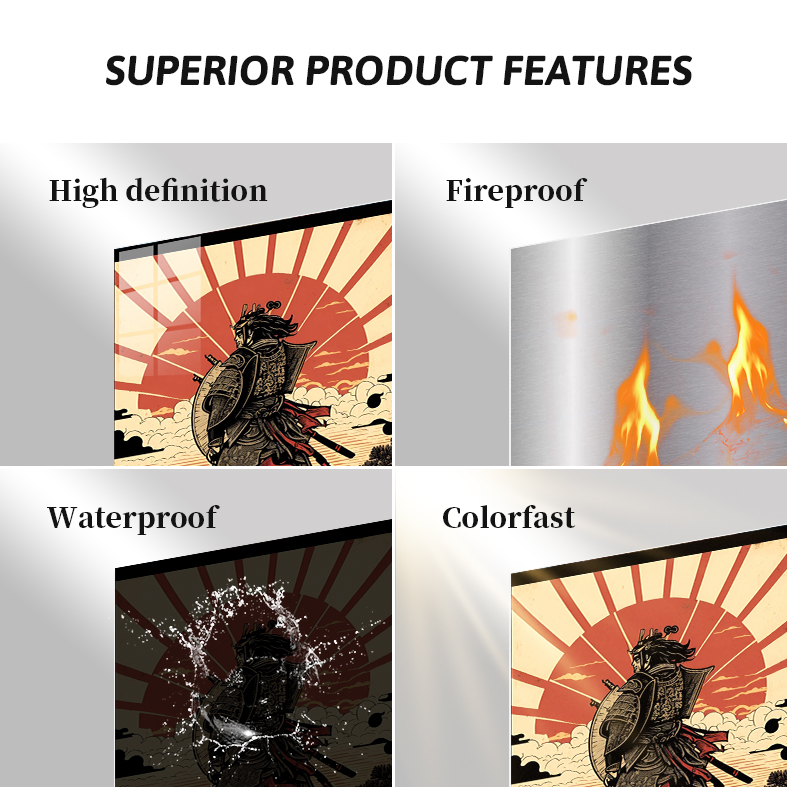 SUPERIOR PRODUCT FEATURES
High definition
Fireproof
Waterproof
Colorfast